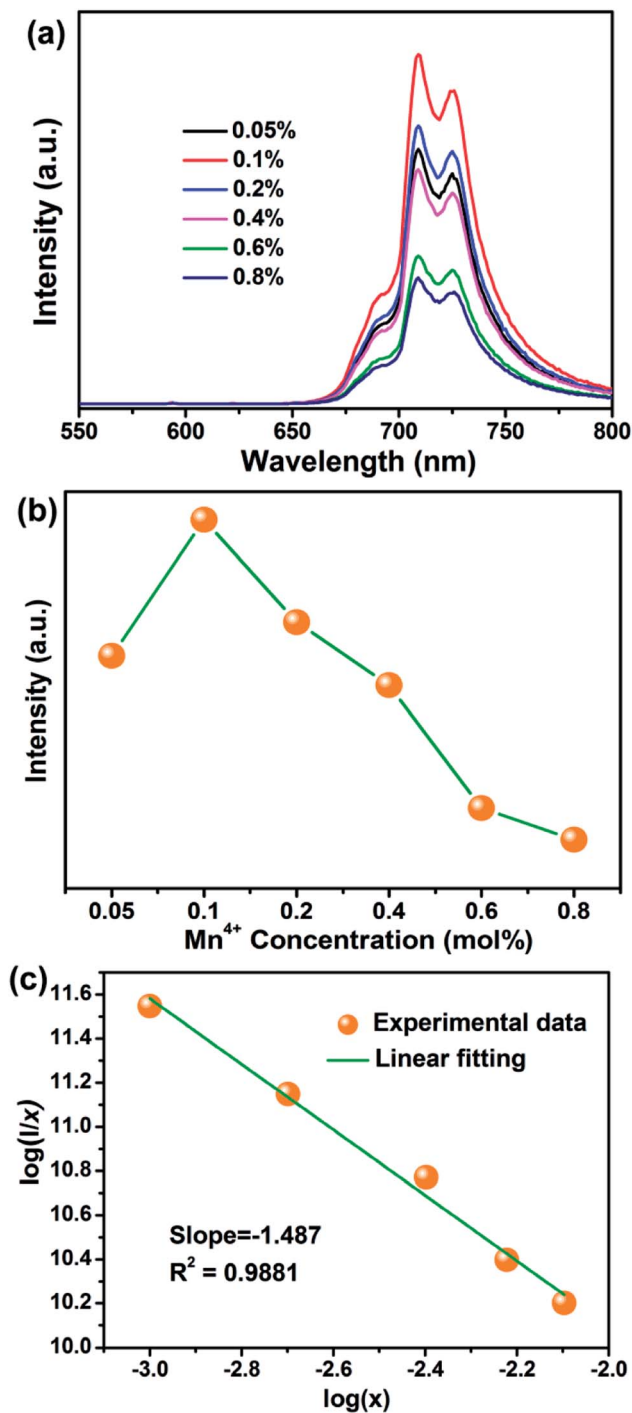 (a)
0.05%
0.1%
0.2%
0.4%
0.6%
0.8%
Intensity (a.u.)
550 600 650 700 750 800
Wavelength (nm)
(b)
Intensity (a.u.)
0.05 0.1 0.2 0.4 0.6 0.8
Mn⁴⁺ Concentration (mol%)
(c)
11.6
11.4
11.2
11.0
10.8
10.6
10.4
10.2
10.0
log(I/x)
Experimental data
Linear fitting
Slope=-1.487
R² = 0.9881
-3.0 -2.8 -2.6 -2.4 -2.2 -2.0
log(x)